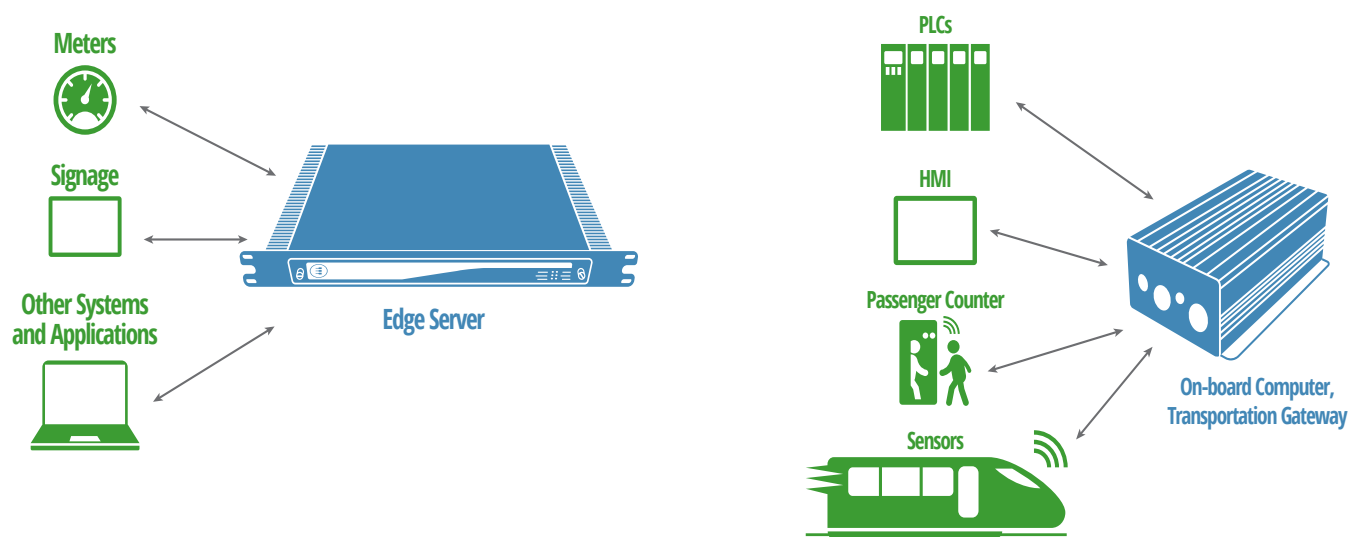 Meters
Signage
Other Systems
and Applications
Edge Server
PLCs
HMI
Passenger Counter
Sensors
On-board Computer,
Transportation Gateway